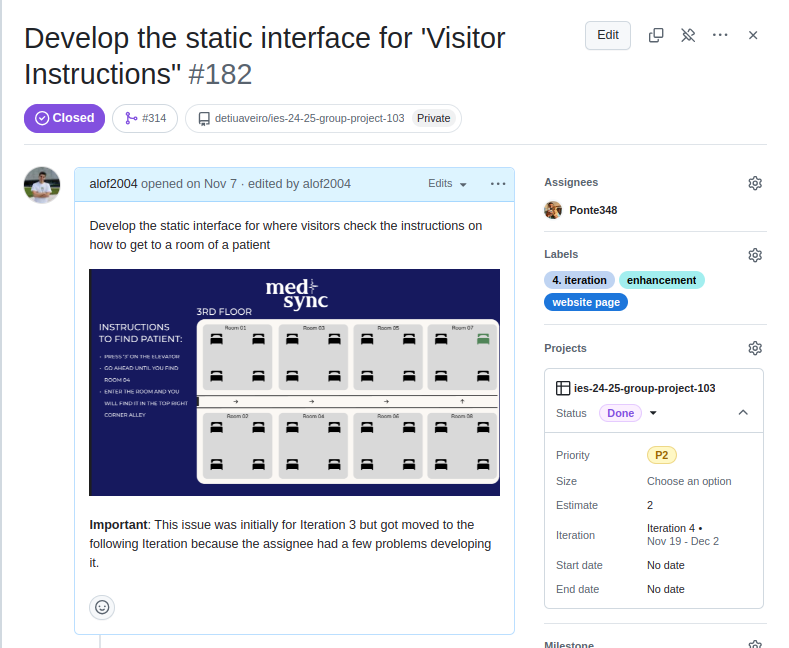 Develop the static interface for 'Visitor
Instructions" #182
Edit
Closed
#314
detiuaveiro/ies-24-25-group-project-103 Private
alof2004 opened on Nov 7 · edited by alof2004
Edits
Develop the static interface for where visitors check the instructions on
how to get to a room of a patient
med
sync
3RD FLOOR
INSTRUCTIONS
TO FIND PATIENT:
- PRESS '3' ON THE ELEVATOR
- GO AHEAD UNTIL YOU FIND
ROOM 04
- ENTER THE ROOM AND YOU
WILL FIND IT IN THE TOP RIGHT
CORNER ALLEY
Room 01 Room 03 Room 05 Room 07
Room 02 Room 04 Room 06 Room 08
Important: This issue was initially for Iteration 3 but got moved to the
following Iteration because the assignee had a few problems developing
it.
Assignees
Ponte348
Labels
4. iteration enhancement
website page
Projects
ies-24-25-group-project-103
Status Done
Priority P2
Size Choose an option
Estimate 2
Iteration Iteration 4 •
Nov 19 - Dec 2
Start date No date
End date No date
Milestone